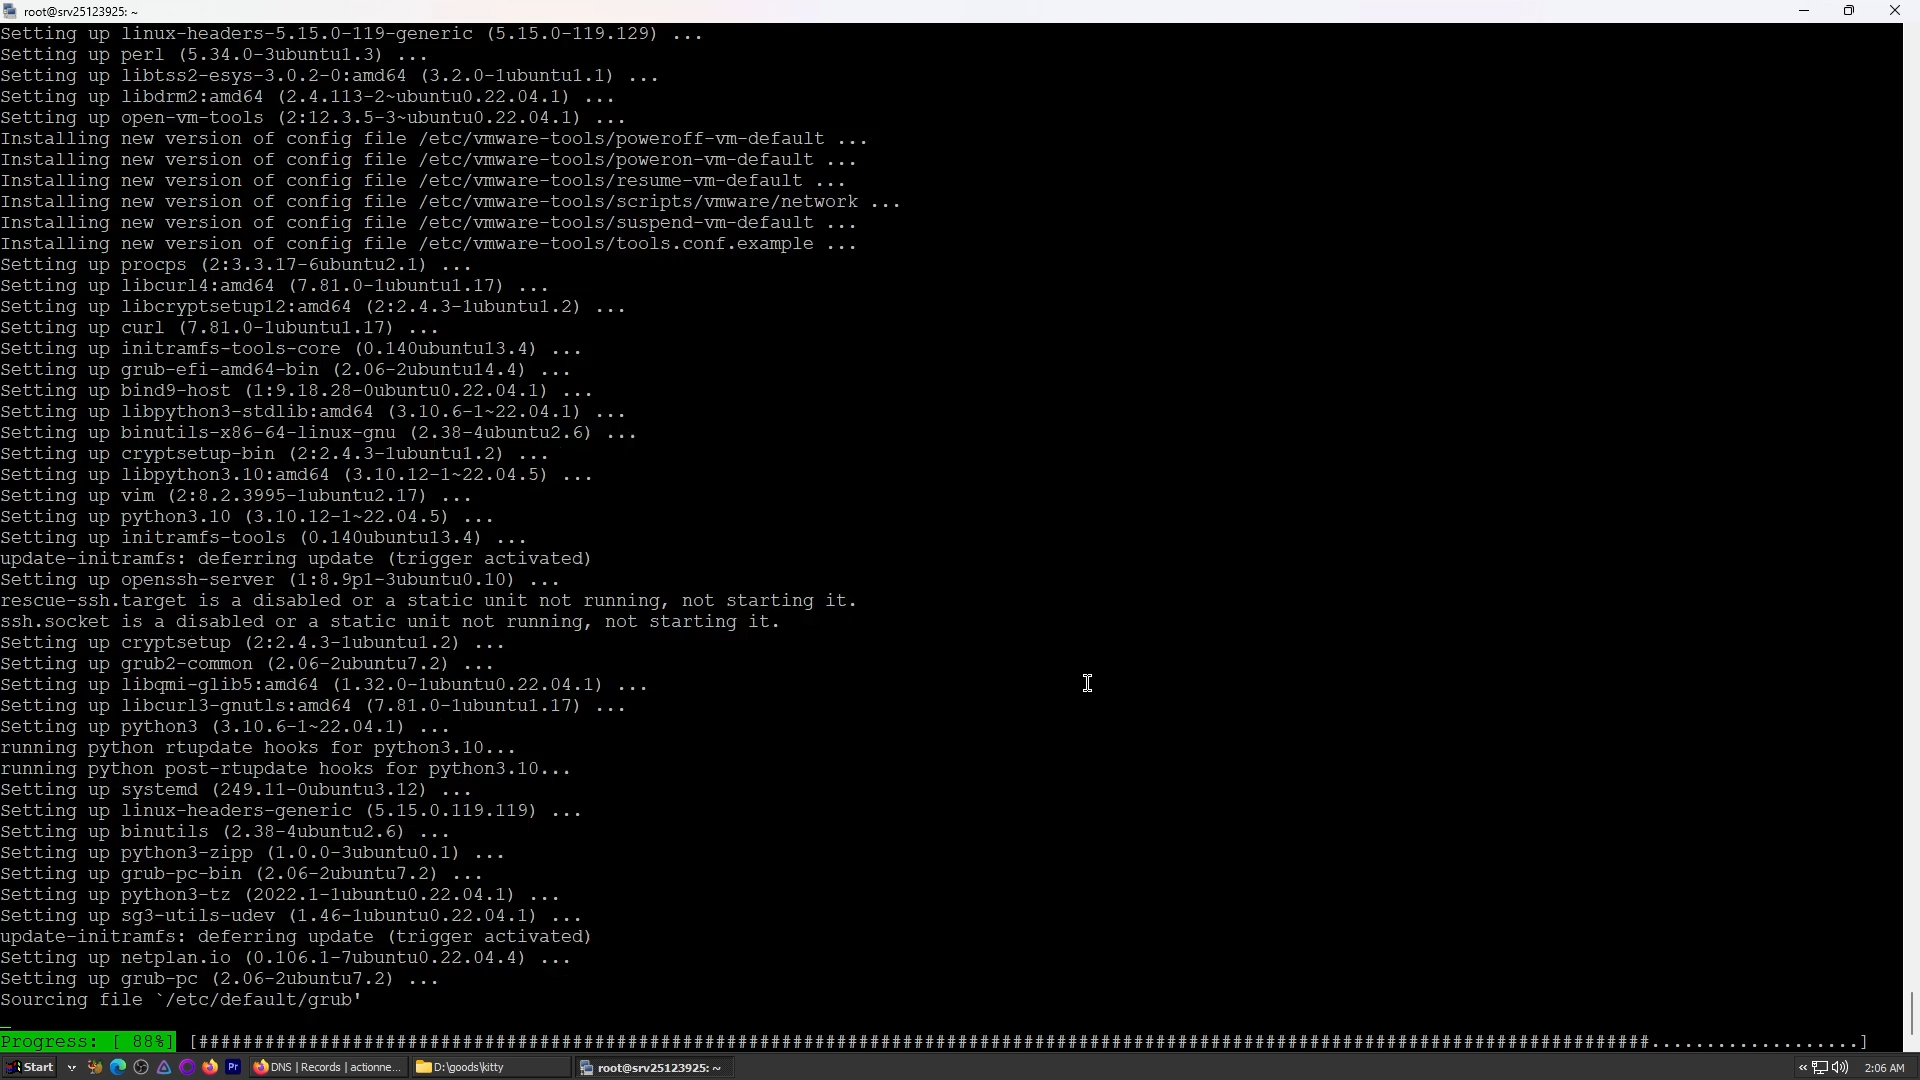 root@srv25123925: ~
Setting up linux-headers-5.15.0-119-generic (5.15.0-119.129) ...
Setting up perl (5.34.0-3ubuntu1.3) ...
Setting up libtss2-esys-3.0.2-0:amd64 (3.2.0-1ubuntu1.1) ...
Setting up libdrm2:amd64 (2.4.113-2~ubuntu0.22.04.1) ...
Setting up open-vm-tools (2:12.3.5-3~ubuntu0.22.04.1) ...
Installing new version of config file /etc/vmware-tools/poweroff-vm-default ...
Installing new version of config file /etc/vmware-tools/poweron-vm-default ...
Installing new version of config file /etc/vmware-tools/resume-vm-default ...
Installing new version of config file /etc/vmware-tools/scripts/vmware/network ...
Installing new version of config file /etc/vmware-tools/suspend-vm-default ...
Installing new version of config file /etc/vmware-tools/tools.conf.example ...
Setting up procps (2:3.3.17-6ubuntu2.1) ...
Setting up libcurl4:amd64 (7.81.0-1ubuntu1.17) ...
Setting up libcryptsetup12:amd64 (2:2.4.3-1ubuntu1.2) ...
Setting up curl (7.81.0-1ubuntu1.17) ...
Setting up initramfs-tools-core (0.140ubuntu13.4) ...
Setting up grub-efi-amd64-bin (2.06-2ubuntu14.4) ...
Setting up bind9-host (1:9.18.28-0ubuntu0.22.04.1) ...
Setting up libpython3-stdlib:amd64 (3.10.6-1~22.04.1) ...
Setting up binutils-x86-64-linux-gnu (2.38-4ubuntu2.6) ...
Setting up cryptsetup-bin (2:2.4.3-1ubuntu1.2) ...
Setting up libpython3.10:amd64 (3.10.12-1~22.04.5) ...
Setting up vim (2:8.2.3995-1ubuntu2.17) ...
Setting up python3.10 (3.10.12-1~22.04.5) ...
Setting up initramfs-tools (0.140ubuntu13.4) ...
update-initramfs: deferring update (trigger activated)
Setting up openssh-server (1:8.9p1-3ubuntu0.10) ...
rescue-ssh.target is a disabled or a static unit not running, not starting it.
ssh.socket is a disabled or a static unit not running, not starting it.
Setting up cryptsetup (2:2.4.3-1ubuntu1.2) ...
Setting up grub2-common (2.06-2ubuntu7.2) ...
Setting up libqmi-glib5:amd64 (1.32.0-1ubuntu0.22.04.1) ...
Setting up libcurl3-gnutls:amd64 (7.81.0-1ubuntu1.17) ...
Setting up python3 (3.10.6-1~22.04.1) ...
running python rtupdate hooks for python3.10...
running python post-rtupdate hooks for python3.10...
Setting up systemd (249.11-0ubuntu3.12) ...
Setting up linux-headers-generic (5.15.0.119.119) ...
Setting up binutils (2.38-4ubuntu2.6) ...
Setting up python3-zipp (1.0.0-3ubuntu0.1) ...
Setting up grub-pc-bin (2.06-2ubuntu7.2) ...
Setting up python3-tz (2022.1-1ubuntu0.22.04.1) ...
Setting up sg3-utils-udev (1.46-1ubuntu0.22.04.1) ...
update-initramfs: deferring update (trigger activated)
Setting up netplan.io (0.106.1-7ubuntu0.22.04.4) ...
Setting up grub-pc (2.06-2ubuntu7.2) ...
Sourcing file `/etc/default/grub'
Progress: [ 88%] [####################################################################################################################################...................]
Start Pr DNS | Records | actionne... D:\goods\kitty root@srv25123925: ~ « 2:06 AM